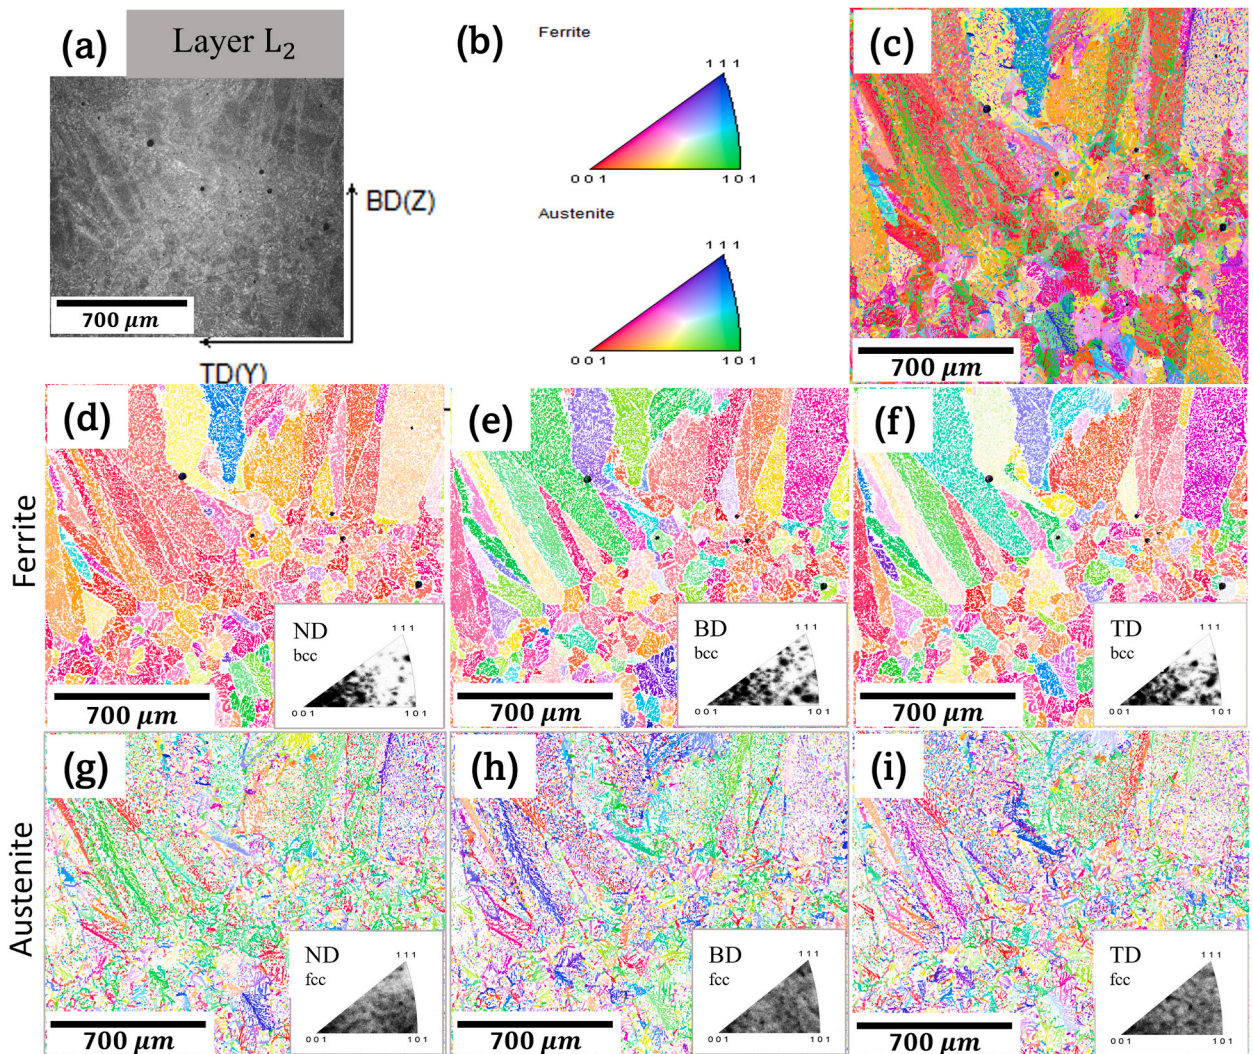 (a)
Layer L₂
BD(Z)
700 μm
TD(Y)
(b)
Ferrite
1 1 1
0 0 1
1 0 1
Austenite
1 1 1
0 0 1
1 0 1
(c)
700 μm
Ferrite
(d)
ND
bcc
1 1 1
0 0 1
1 0 1
700 μm
(e)
BD
bcc
1 1 1
0 0 1
1 0 1
700 μm
(f)
TD
bcc
1 1 1
0 0 1
1 0 1
700 μm
Austenite
(g)
ND
fcc
1 1 1
0 0 1
1 0 1
700 μm
(h)
BD
fcc
1 1 1
0 0 1
1 0 1
700 μm
(i)
TD
fcc
1 1 1
0 0 1
1 0 1
700 μm